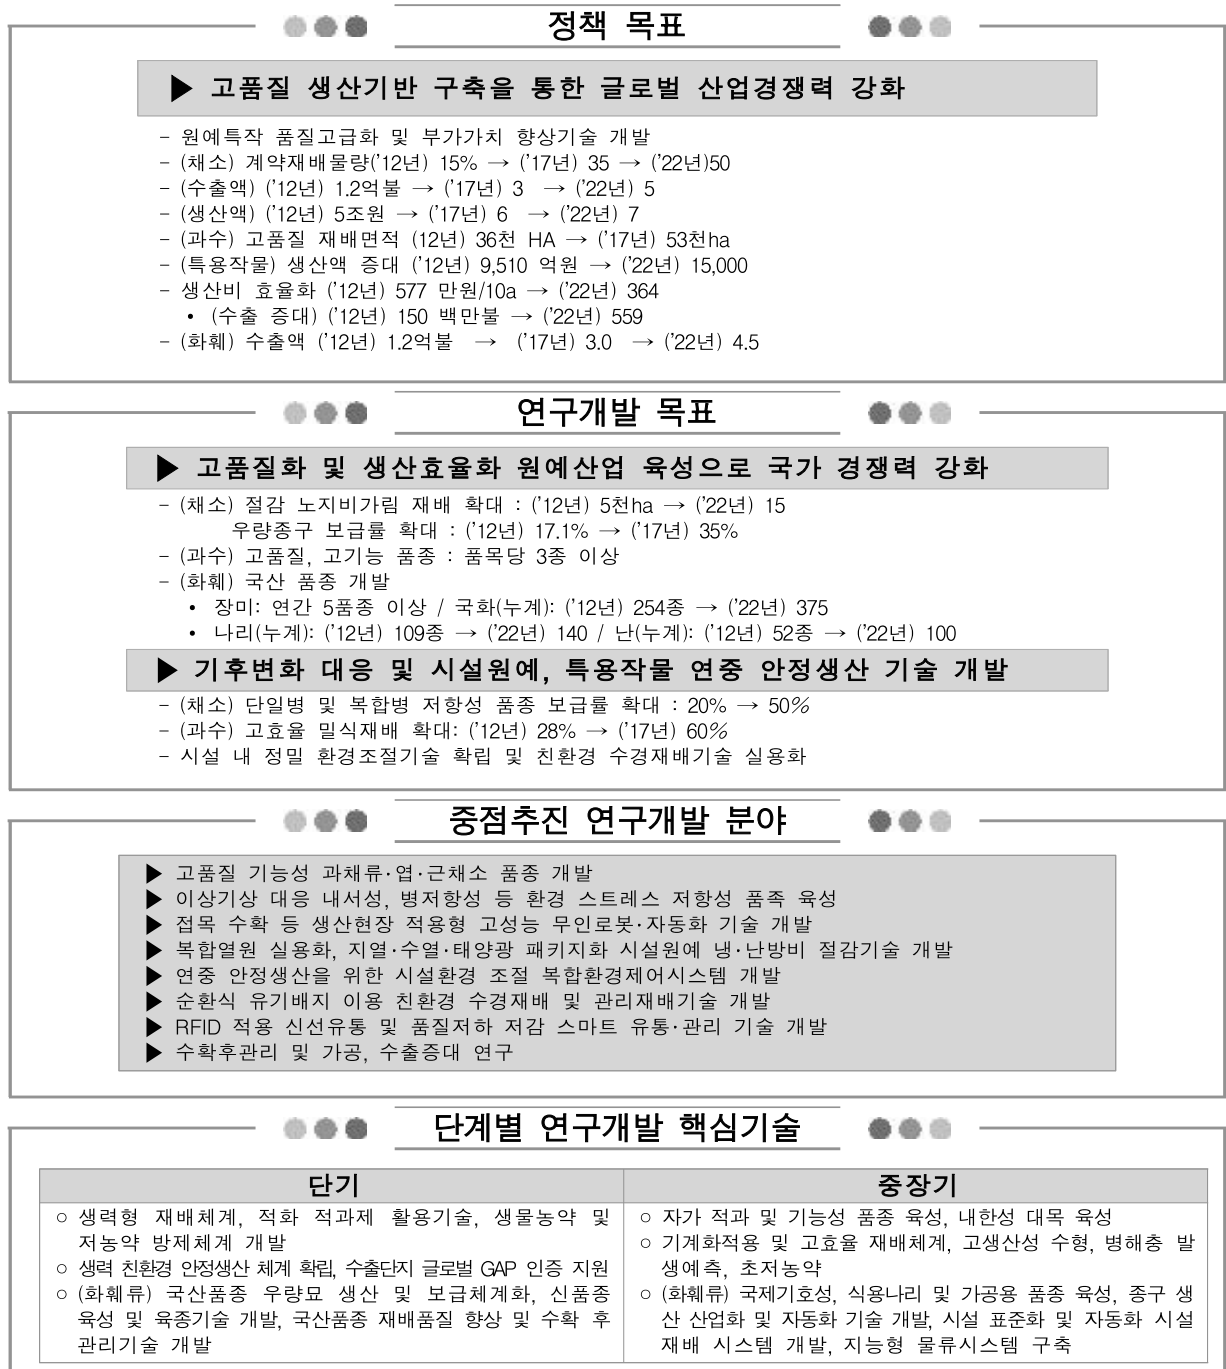 정책 목표
▶ 고품질 생산기반 구축을 통한 글로벌 산업경쟁력 강화
- 원예특작 품질고급화 및 부가가치 향상기술 개발
- (채소) 계약재배물량('12년) 15% → ('17년) 35 → ('22년)50
- (수출액) ('12년) 1.2억불 → ('17년) 3 → ('22년) 5
- (생산액) ('12년) 5조원 → ('17년) 6 → ('22년) 7
- (과수) 고품질 재배면적 (12년) 36천 HA → ('17년) 53천ha
- (특용작물) 생산액 증대 ('12년) 9,510 억원 → ('22년) 15,000
- 생산비 효율화 ('12년) 577 만원/10a → ('22년) 364
• (수출 증대) ('12년) 150 백만불 → ('22년) 559
- (화훼) 수출액 ('12년) 1.2억불 → ('17년) 3.0 → ('22년) 4.5
연구개발 목표
▶ 고품질화 및 생산효율화 원예산업 육성으로 국가 경쟁력 강화
- (채소) 절감 노지비가림 재배 확대 : ('12년) 5천ha → ('22년) 15
우량종구 보급률 확대 : ('12년) 17.1% → ('17년) 35%
- (과수) 고품질, 고기능 품종 : 품목당 3종 이상
- (화훼) 국산 품종 개발
• 장미: 연간 5품종 이상 / 국화(누계): ('12년) 254종 → ('22년) 375
• 나리(누계): ('12년) 109종 → ('22년) 140 / 난(누계): ('12년) 52종 → ('22년) 100
▶ 기후변화 대응 및 시설원예, 특용작물 연중 안정생산 기술 개발
- (채소) 단일병 및 복합병 저항성 품종 보급률 확대 : 20% → 50%
- (과수) 고효율 밀식재배 확대: ('12년) 28% → ('17년) 60%
- 시설 내 정밀 환경조절기술 확립 및 친환경 수경재배기술 실용화
중점추진 연구개발 분야
▶ 고품질 기능성 과채류·엽·근채소 품종 개발
▶ 이상기상 대응 내서성, 병저항성 등 환경 스트레스 저항성 품족 육성
▶ 접목 수확 등 생산현장 적용형 고성능 무인로봇·자동화 기술 개발
▶ 복합열원 실용화, 지열·수열·태양광 패키지화 시설원예 냉·난방비 절감기술 개발
▶ 연중 안정생산을 위한 시설환경 조절 복합환경제어시스템 개발
▶ 순환식 유기배지 이용 친환경 수경재배 및 관리재배기술 개발
▶ RFID 적용 신선유통 및 품질저하 저감 스마트 유통·관리 기술 개발
▶ 수확후관리 및 가공, 수출증대 연구
단계별 연구개발 핵심기술
단기
○ 생력형 재배체계, 적화 적과제 활용기술, 생물농약 및
저농약 방제체계 개발
○ 생력 친환경 안정생산 체계 확립, 수출단지 글로벌 GAP 인증 지원
○ (화훼류) 국산품종 우량묘 생산 및 보급체계화, 신품종
육성 및 육종기술 개발, 국산품종 재배품질 향상 및 수확 후
관리기술 개발
중장기
○ 자가 적과 및 기능성 품종 육성, 내한성 대목 육성
○ 기계화적용 및 고효율 재배체계, 고생산성 수형, 병해충 발
생예측, 초저농약
○ (화훼류) 국제기호성, 식용나리 및 가공용 품종 육성, 종구 생
산 산업화 및 자동화 기술 개발, 시설 표준화 및 자동화 시설
재배 시스템 개발, 지능형 물류시스템 구축